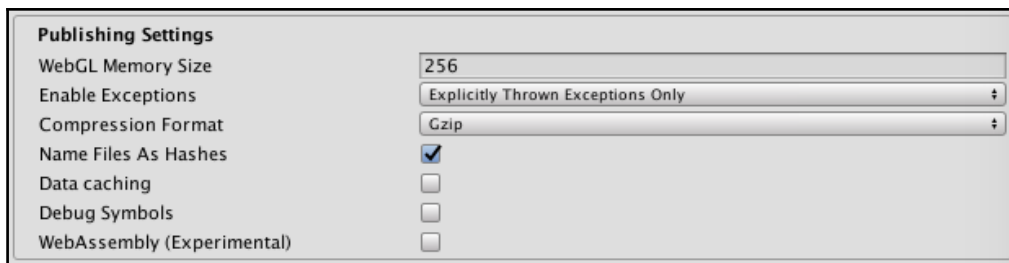 Publishing Settings
WebGL Memory Size 256
Enable Exceptions Explicitly Thrown Exceptions Only
Compression Format Gzip
Name Files As Hashes
Data caching
Debug Symbols
WebAssembly (Experimental)